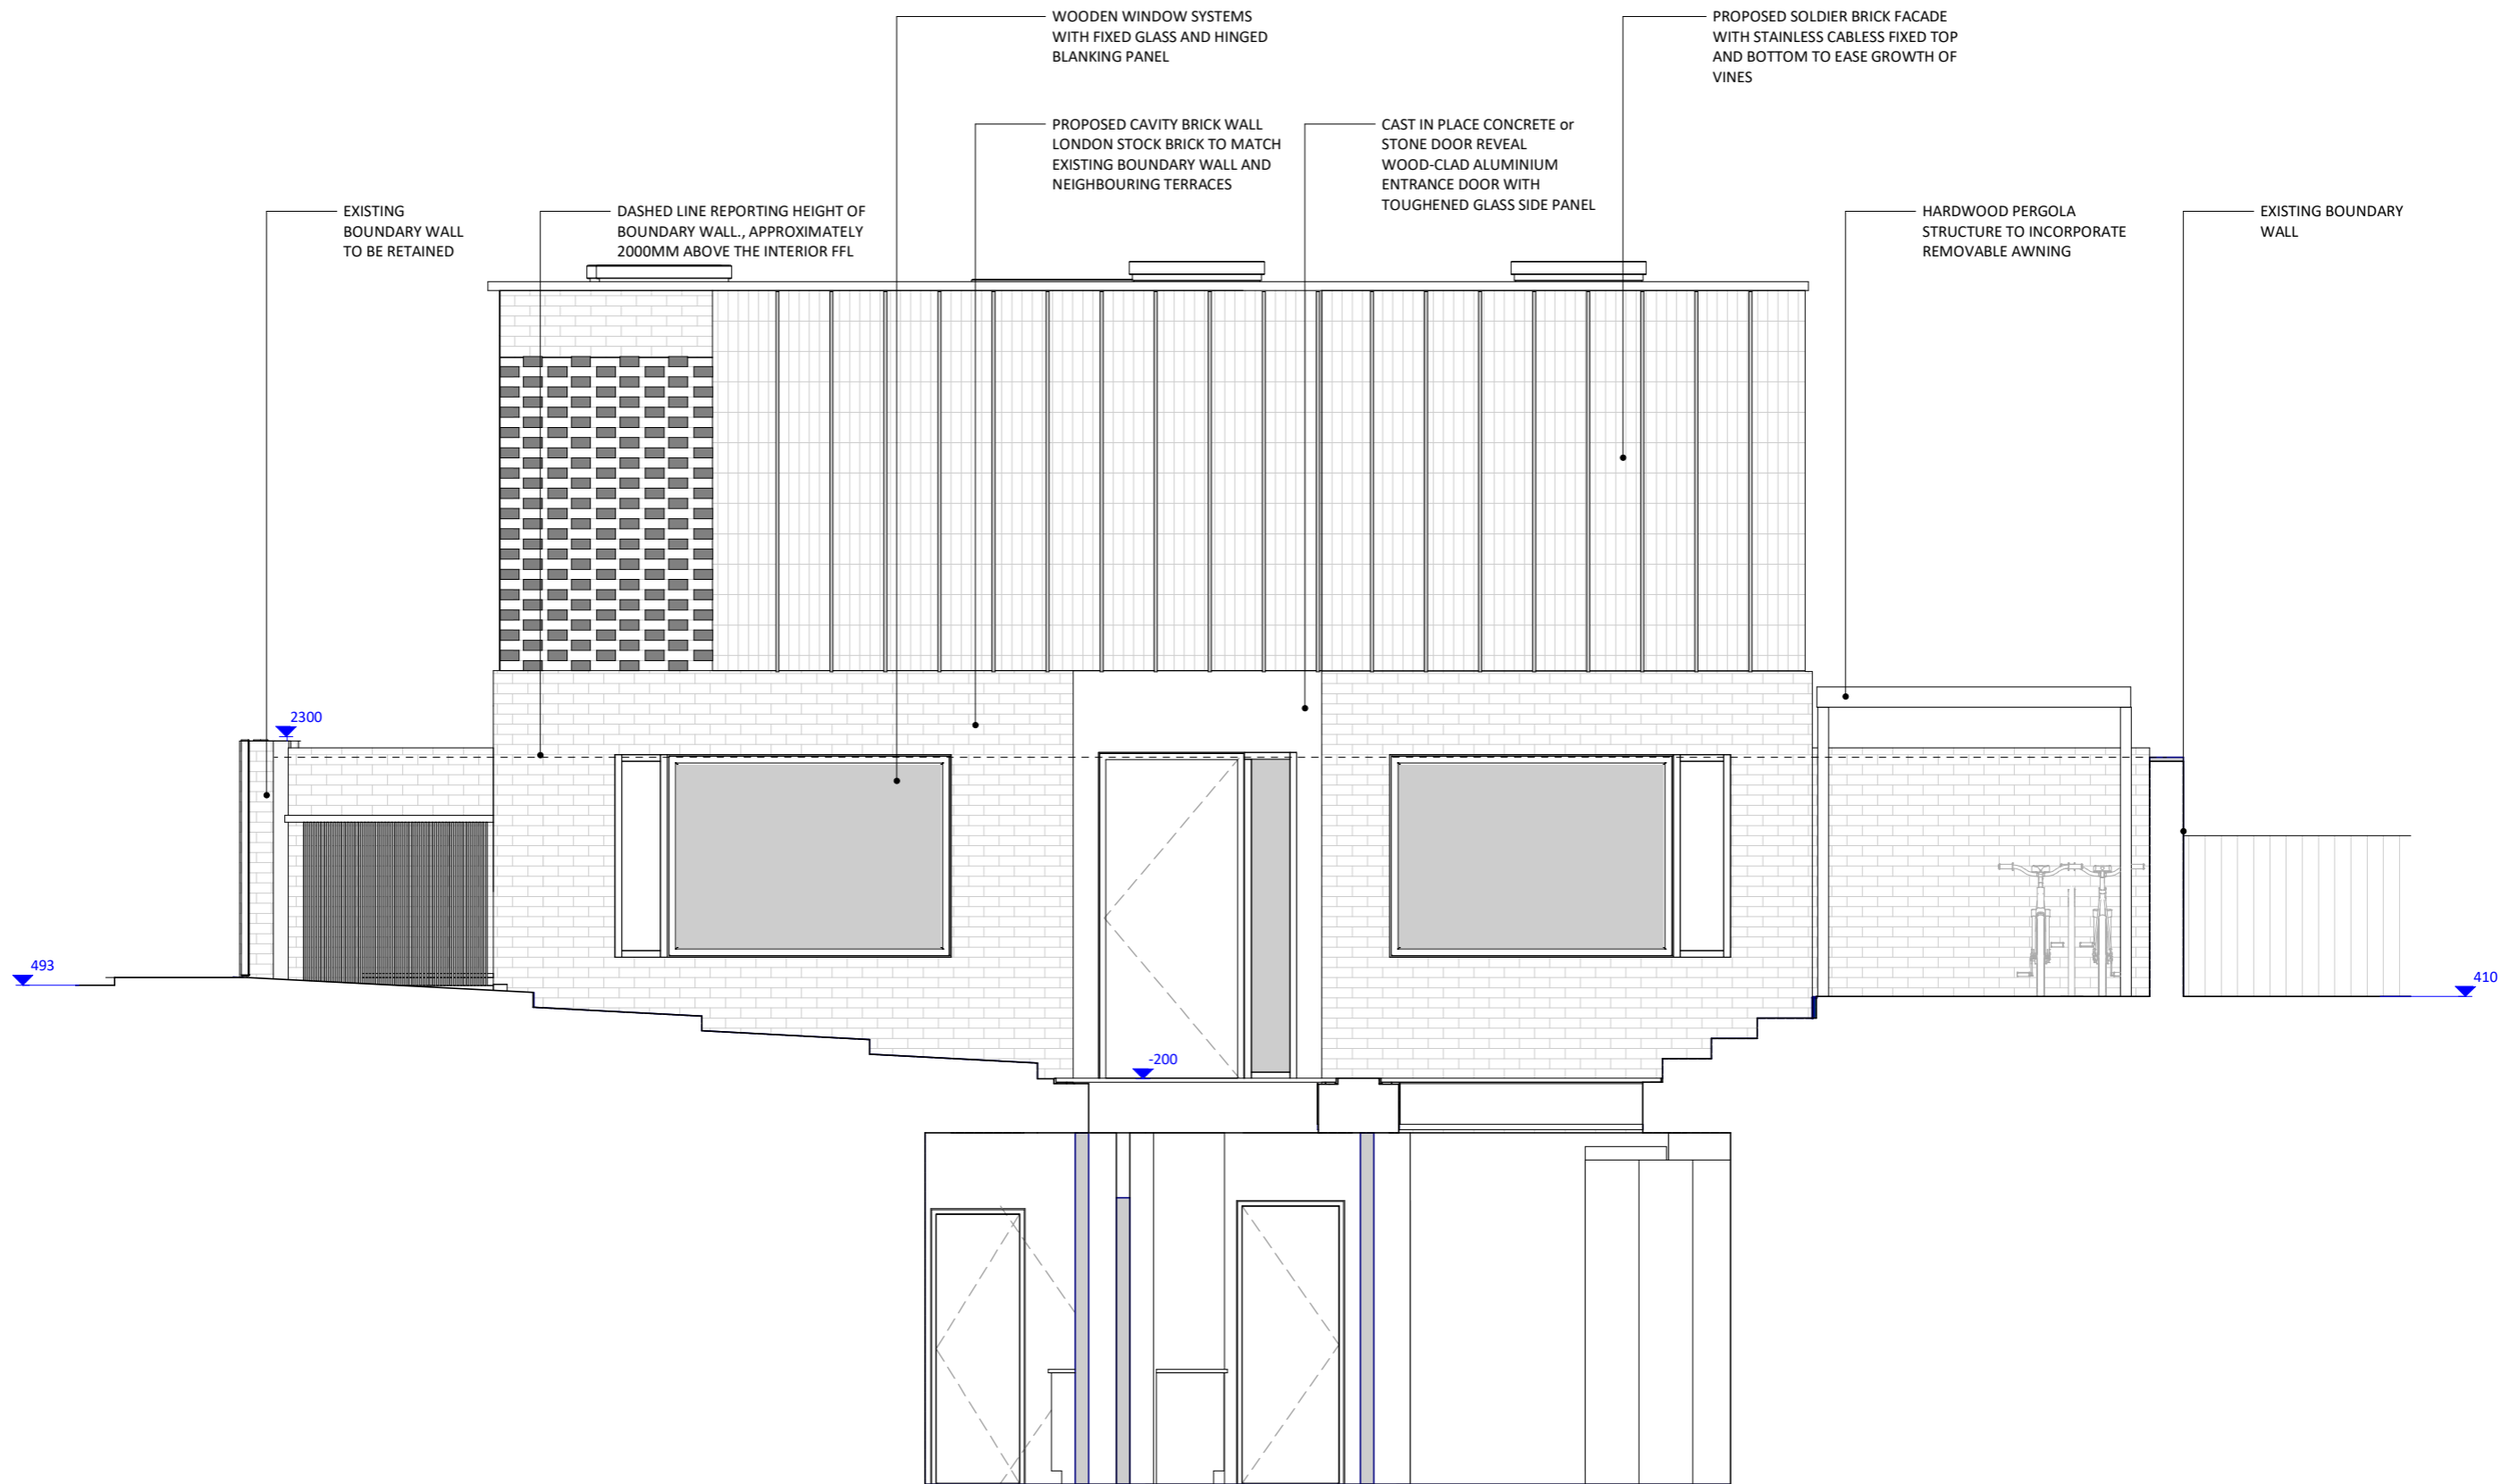 WOODEN WINDOW SYSTEMS
WITH FIXED GLASS AND HINGED
BLANKING PANEL
PROPOSED SOLDIER BRICK FACADE
WITH STAINLESS CABLESS FIXED TOP
AND BOTTOM TO EASE GROWTH OF
VINES
PROPOSED CAVITY BRICK WALL
LONDON STOCK BRICK TO MATCH
EXISTING BOUNDARY WALL AND
NEIGHBOURING TERRACES
CAST IN PLACE CONCRETE or
STONE DOOR REVEAL
WOOD-CLAD ALUMINIUM
ENTRANCE DOOR WITH
TOUGHENED GLASS SIDE PANEL
EXISTING
BOUNDARY WALL
TO BE RETAINED
DASHED LINE REPORTING HEIGHT OF
BOUNDARY WALL., APPROXIMATELY
2000MM ABOVE THE INTERIOR FFL
HARDWOOD PERGOLA
STRUCTURE TO INCORPORATE
REMOVABLE AWNING
EXISTING BOUNDARY
WALL
2300
493
410
-200